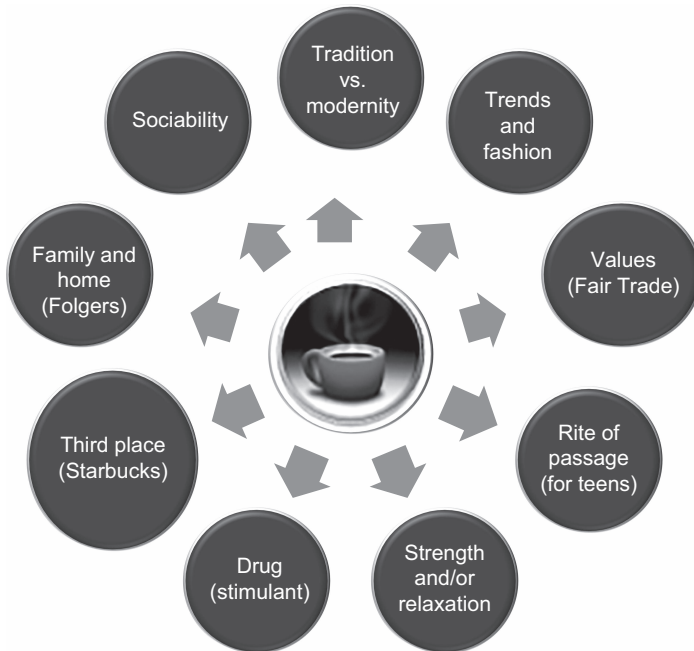 Tradition
vs.
modernity
Trends
and
fashion
Values
(Fair Trade)
Rite of
passage
(for teens)
Strength
and/or
relaxation
Drug
(stimulant)
Third place
(Starbucks)
Family and
home
(Folgers)
Sociability